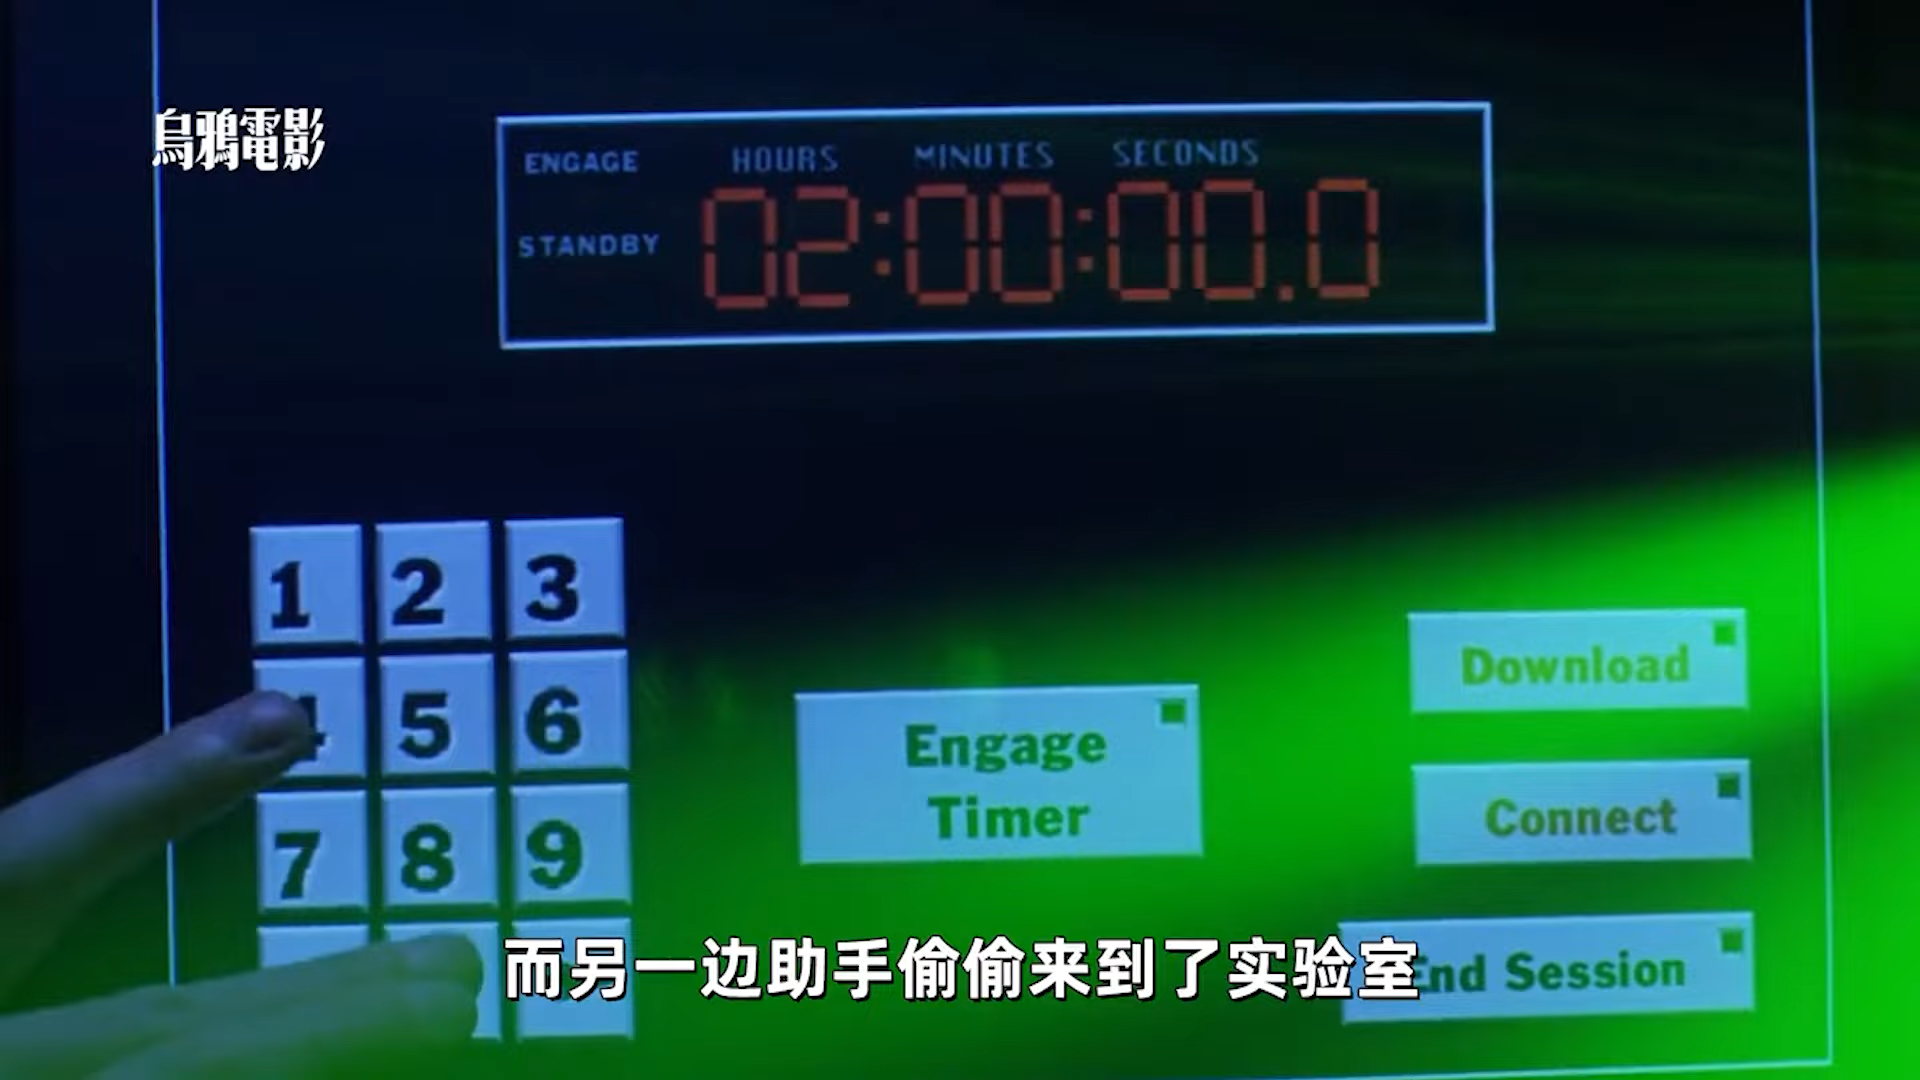 烏鴉電影
ENGAGE HOURS MINUTES SECONDS
STANDBY 02:00:00.0
1 2 3
4 5 6
7 8 9
Engage
Timer
Download
Connect
End Session
而另一边助手偷偷来到了实验室